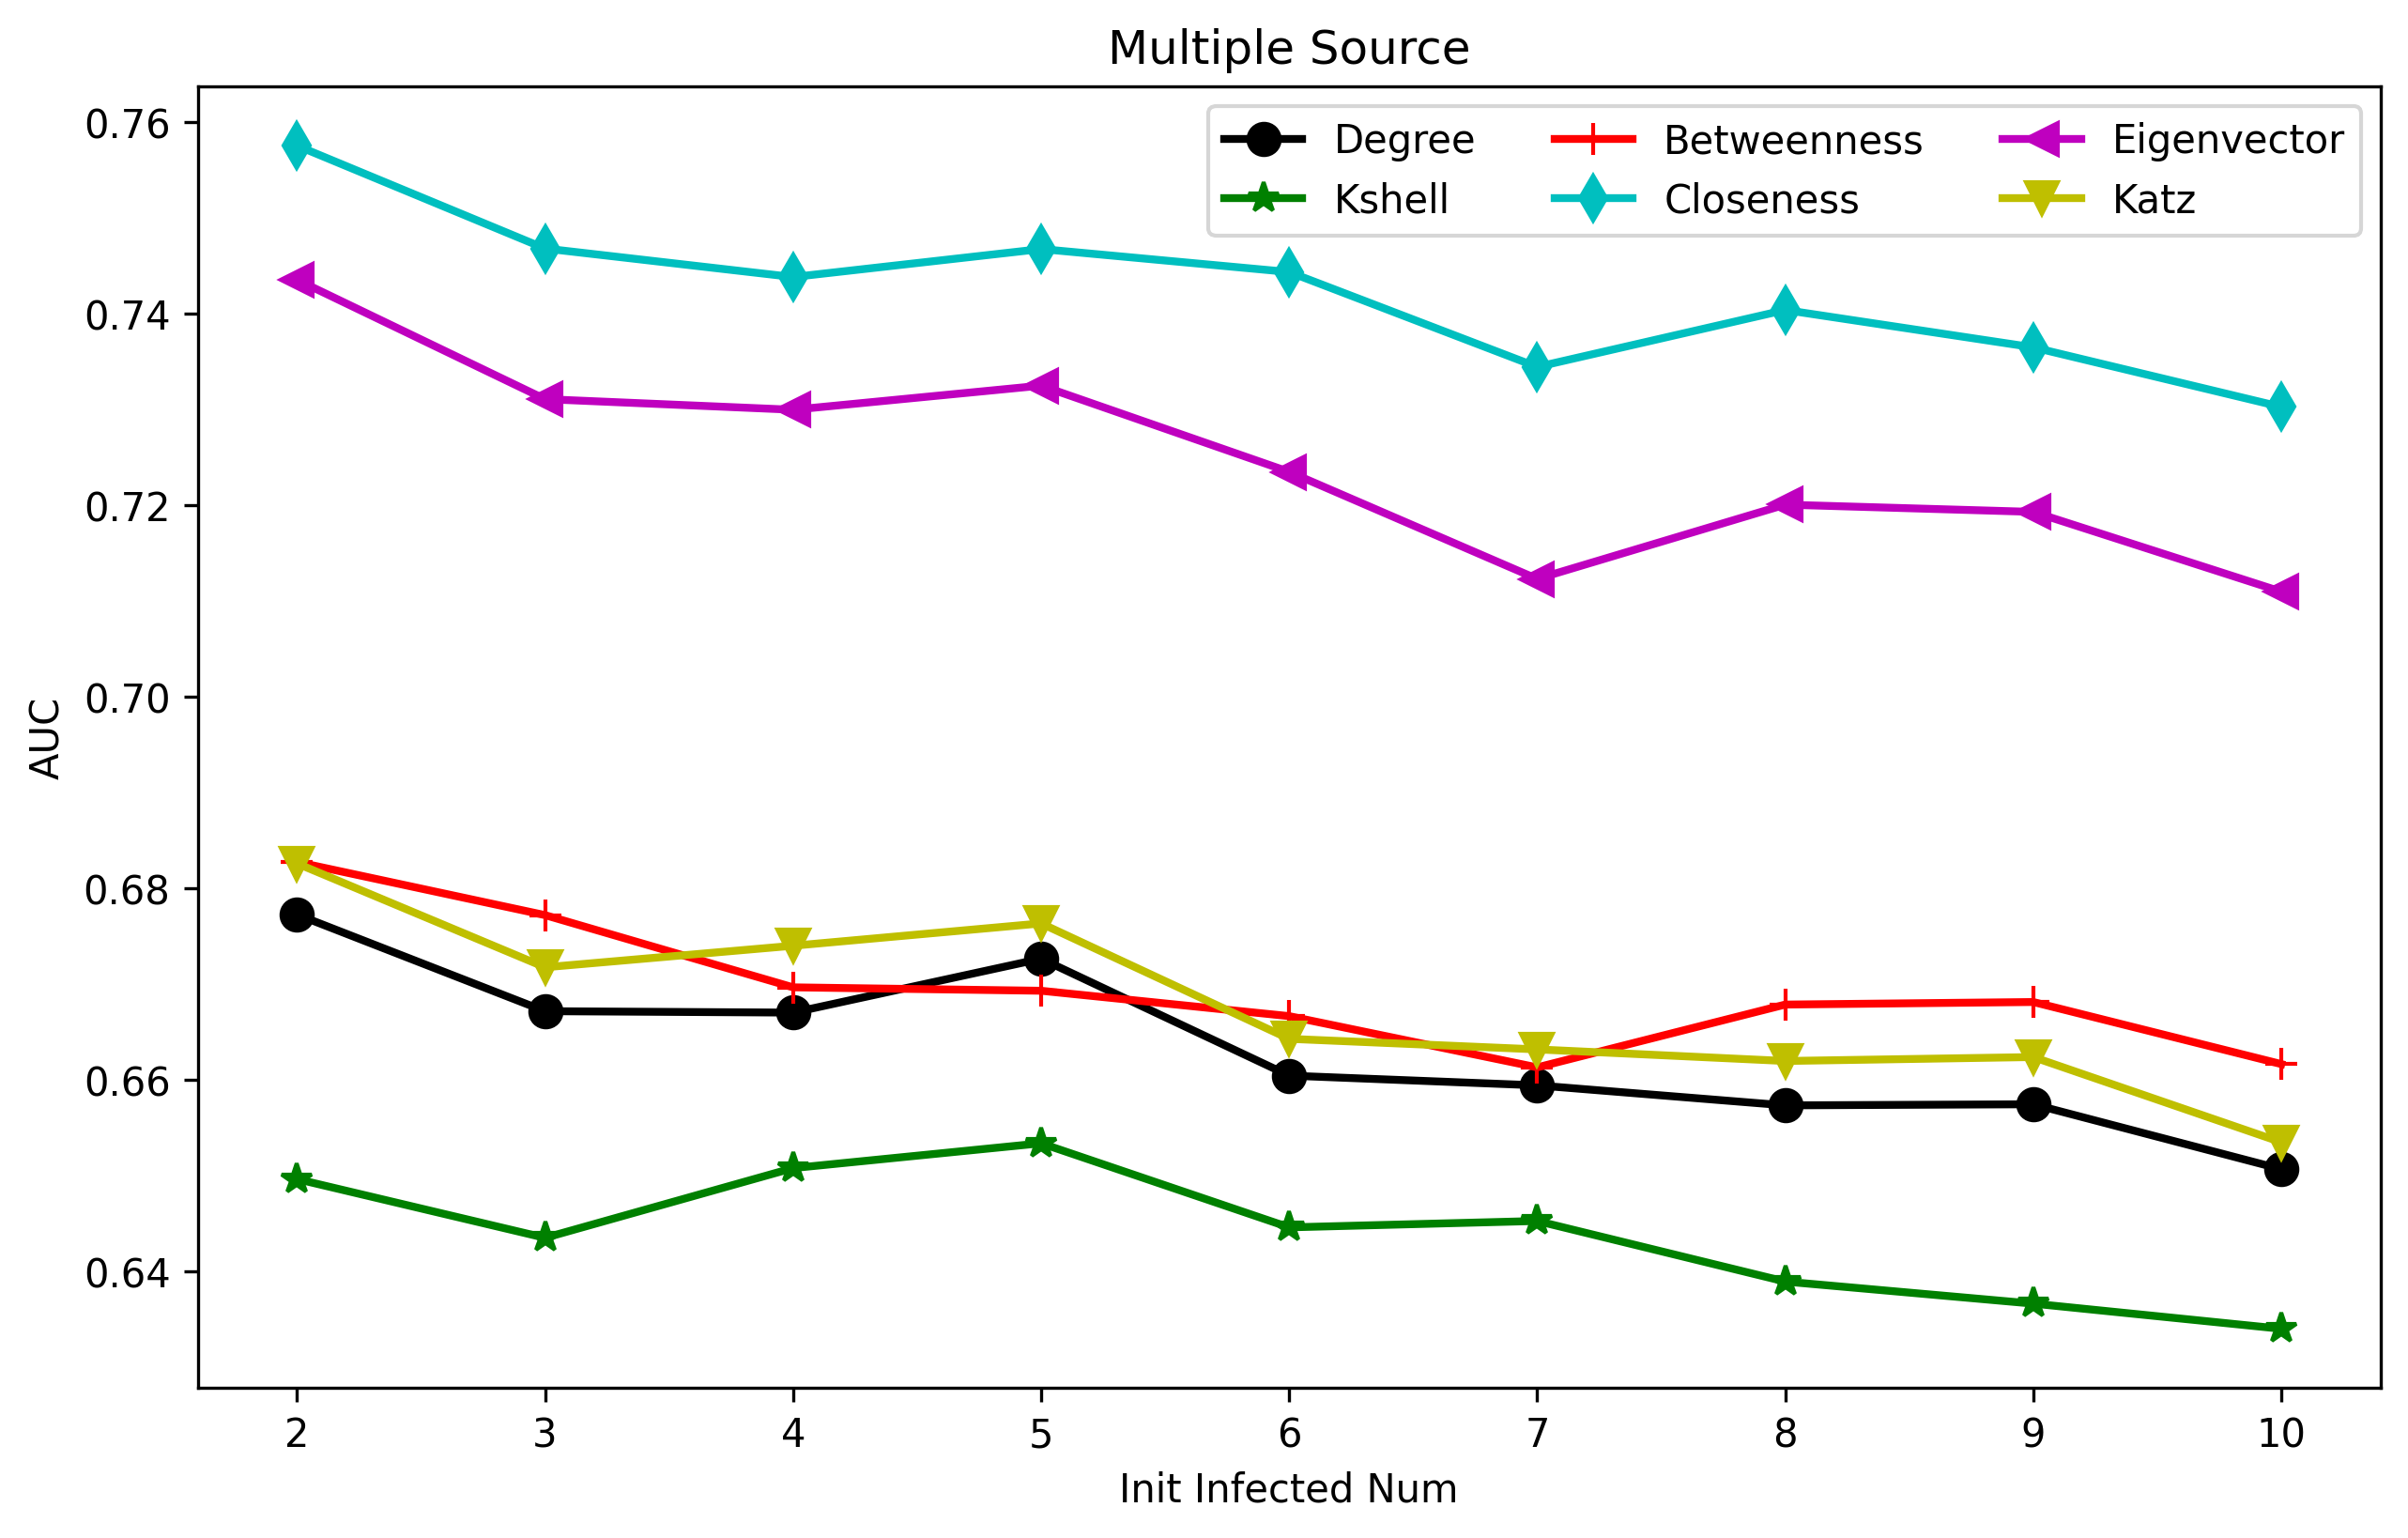 Multiple Source
Degree
Kshell
Betweenness
Closeness
Eigenvector
Katz
AUC
0.76
0.74
0.72
0.70
0.68
0.66
0.64
2 3 4 5 6 7 8 9 10
Init Infected Num